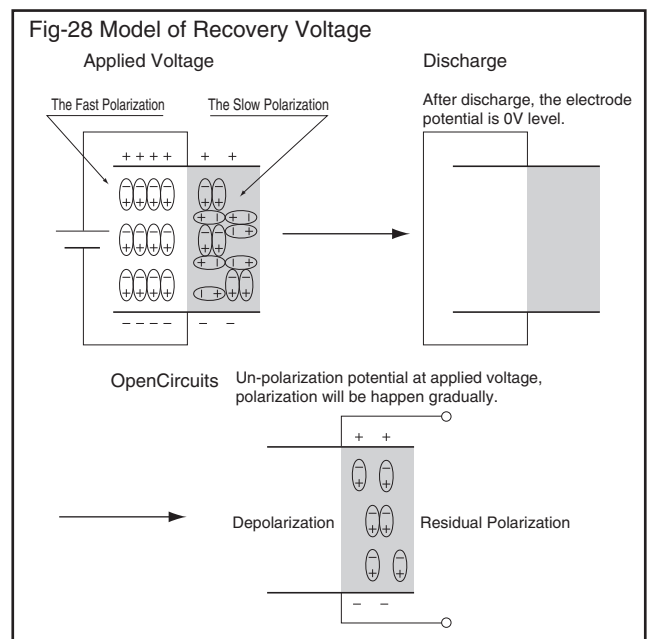 Fig-28 Model of Recovery Voltage
Applied Voltage
Discharge
The Fast Polarization
The Slow Polarization
After discharge, the electrode
potential is 0V level.
+ + + + + +
− − − − − −
OpenCircuits
Un-polarization potential at applied voltage,
polarization will be happen gradually.
+ +
Depolarization
Residual Polarization
− −